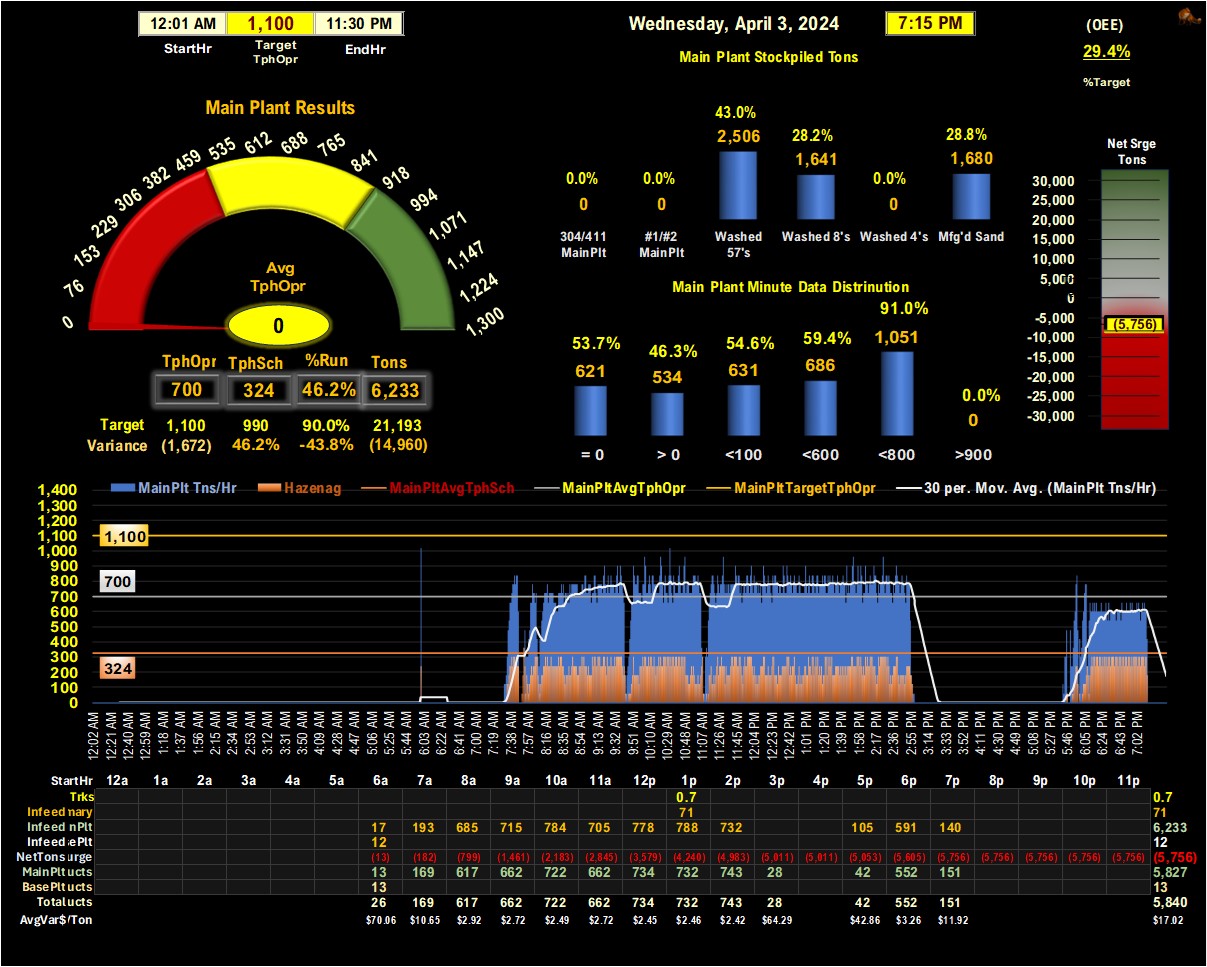 12:01 AM 1,100 11:30 PM
StartHr Target TphOpr EndHr
Wednesday, April 3, 2024 7:15 PM
(OEE)
29.4%
%Target
Main Plant Stockpiled Tons
43.0% 28.2% 28.8%
2,506 1,641 1,680
0.0% 0.0% 0.0%
0 0 0
304/411 MainPlt #1/#2 MainPlt Washed 57's Washed 8's Washed 4's Mfg'd Sand
Net Srge
Tons
30,000
25,000
20,000
15,000
10,000
5,000
0
-5,000
(5,756)
-10,000
-15,000
-20,000
-25,000
-30,000
Main Plant Results
0 76 153 229 306 382 459 535 612 688 765 841 918 994 1,071 1,147 1,224 1,300
Avg
TphOpr
0
TphOpr TphSch %Run Tons
700 324 46.2% 6,233
Target 1,100 990 90.0% 21,193
Variance (1,672) 46.2% -43.8% (14,960)
Main Plant Minute Data Distrinution
53.7% 46.3% 54.6% 59.4% 91.0% 0.0%
621 534 631 686 1,051 0
= 0 > 0 <100 <600 <800 >900
MainPlt Tns/Hr Hazenag MainPltAvgTphSch MainPltAvgTphOpr MainPltTargetTphOpr 30 per. Mov. Avg. (MainPlt Tns/Hr)
1,400
1,300
1,200
1,100
1,000
900
800
700
600
500
400
300
200
100
0
1,100
700
324
12:02 AM 12:21 AM 12:40 AM 12:59 AM 1:18 AM 1:37 AM 1:56 AM 2:15 AM 2:34 AM 2:53 AM 3:12 AM 3:31 AM 3:50 AM 4:09 AM 4:28 AM 4:47 AM 5:06 AM 5:25 AM 5:44 AM 6:03 AM 6:22 AM 6:41 AM 7:00 AM 7:19 AM 7:38 AM 7:57 AM 8:16 AM 8:35 AM 8:54 AM 9:13 AM 9:32 AM 9:51 AM 10:10 AM 10:29 AM 10:48 AM 11:07 AM 11:26 AM 11:45 AM 12:04 PM 12:23 PM 12:42 PM 1:01 PM 1:20 PM 1:39 PM 1:58 PM 2:17 PM 2:36 PM 2:55 PM 3:14 PM 3:33 PM 3:52 PM 4:11 PM 4:30 PM 4:49 PM 5:08 PM 5:27 PM 5:46 PM 6:05 PM 6:24 PM 6:43 PM 7:02 PM
StartHr 12a 1a 2a 3a 4a 5a 6a 7a 8a 9a 10a 11a 12p 1p 2p 3p 4p 5p 6p 7p 8p 9p 10p 11p
Trks 0.7 0.7
Infeed mary 71 71
Infeed nPlt 17 193 685 715 784 705 778 788 732 105 591 140 6,233
Infeed ePlt 12 12
NetTonsurge (13) (182) (799) (1,461) (2,183) (2,845) (3,579) (4,240) (4,983) (5,011) (5,011) (5,053) (5,605) (5,756) (5,756) (5,756) (5,756) (5,756) (5,756)
MainPlt ucts 13 169 617 662 722 662 734 732 743 28 42 552 151 5,827
BasePlt ucts 13 13
Totalucts 26 169 617 662 722 662 734 732 743 28 42 552 151 5,840
AvgVar$/Ton $70.06 $10.65 $2.92 $2.72 $2.49 $2.72 $2.45 $2.46 $2.42 $64.29 $42.86 $3.26 $11.92 $17.02